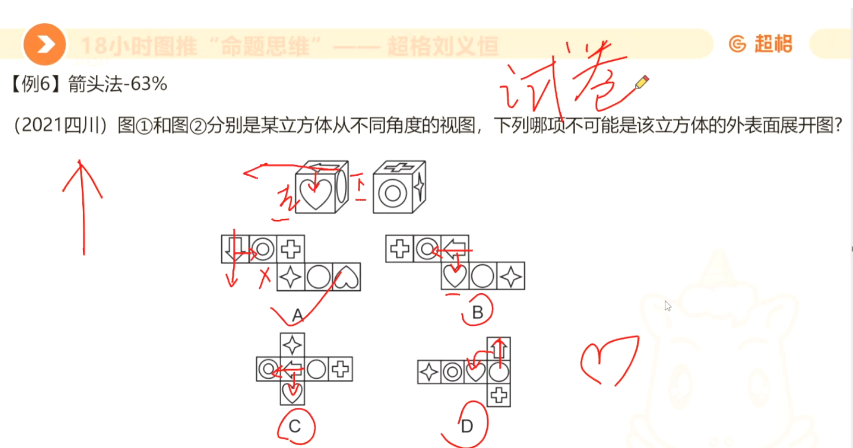 18小时图推“命题思维”—— 超格刘义恒
超格
试卷
【例6】箭头法-63%
（2021四川）图①和图②分别是某立方体从不同角度的视图，下列哪项不可能是该立方体的外表面展开图？
A
B
C
D